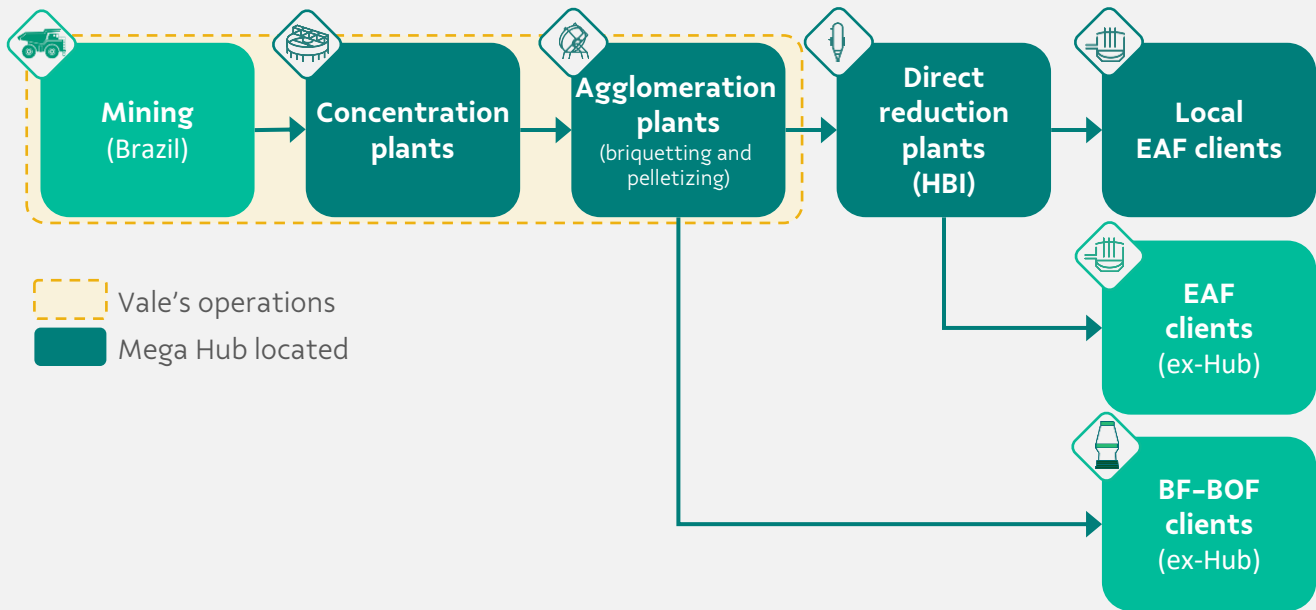 Mining
(Brazil)
Concentration
plants
Agglomeration
plants
(briquetting and
pelletizing)
Direct
reduction
plants
(HBI)
Local
EAF clients
Vale's operations
Mega Hub located
EAF
clients
(ex-Hub)
BF–BOF
clients
(ex-Hub)